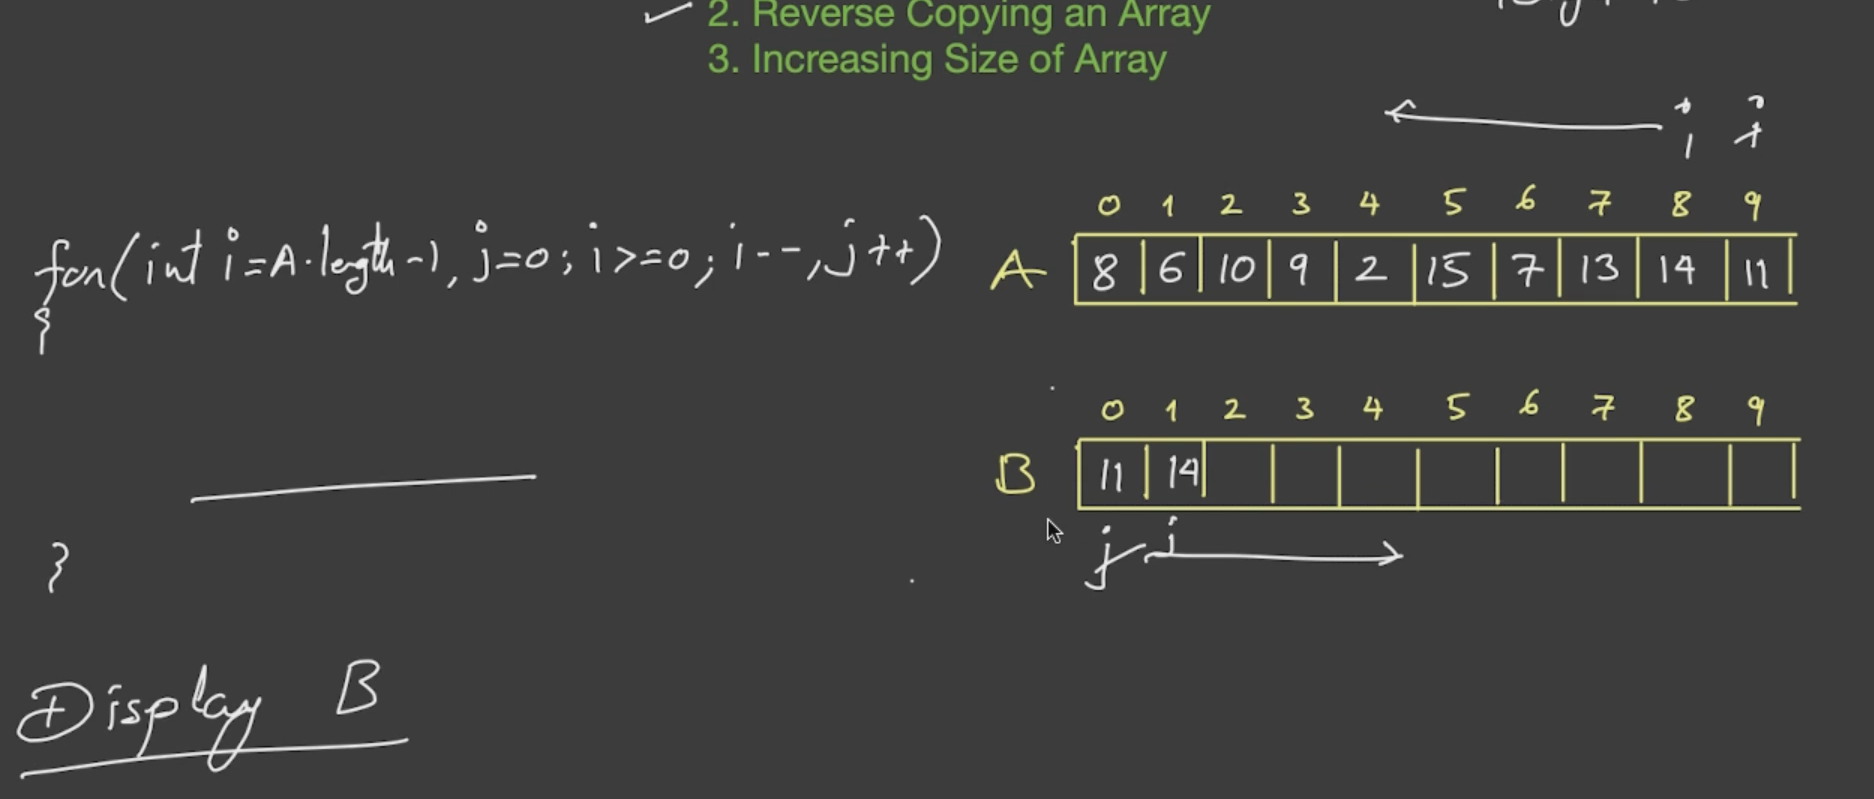 2. Reverse Copying an Array
3. Increasing Size of Array
i i
0 1 2 3 4 5 6 7 8 9
for(int i=A.length-1, j=0; i>=0; i--, j++)
A 8 6 10 9 2 15 7 13 14 11
{
0 1 2 3 4 5 6 7 8 9
B 11 14
j j
}
Display B